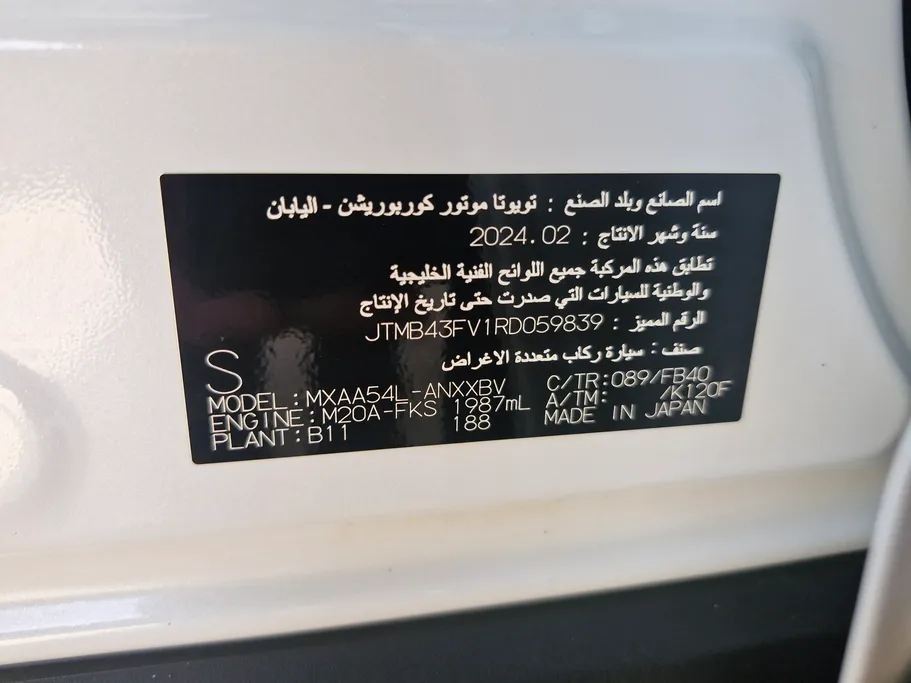 اسم الصانع وبلد الصنع : تويوتا موتور كوربوريشن - اليابان
سنة وشهر الانتاج : 2024.02
تطابق هذه المركبة جميع اللوائح الفنية الخليجية
والوطنية للسيارات التي صدرت حتى تاريخ الإنتاج
الرقم المميز : JTMB43FV1RD059839
صنف : سيارة ركاب متعددة الاغراض
S
MODEL:MXAA54L-ANXXBV C/TR:089/FB40
ENGINE:M20A-FKS 1987mL A/TM: /K120F
PLANT:B11 188 MADE IN JAPAN